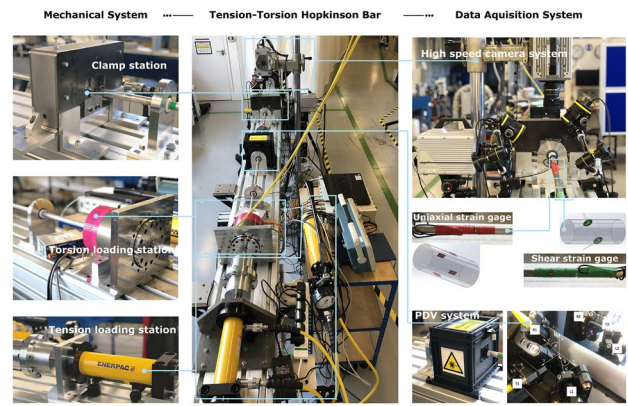 Mechanical System
Tension-Torsion Hopkinson Bar
Data Aquisition System
Clamp station
Torsion loading station
Tension loading station
ENERPAC
High speed camera system
Uniaxial strain gage
Shear strain gage
PDV system